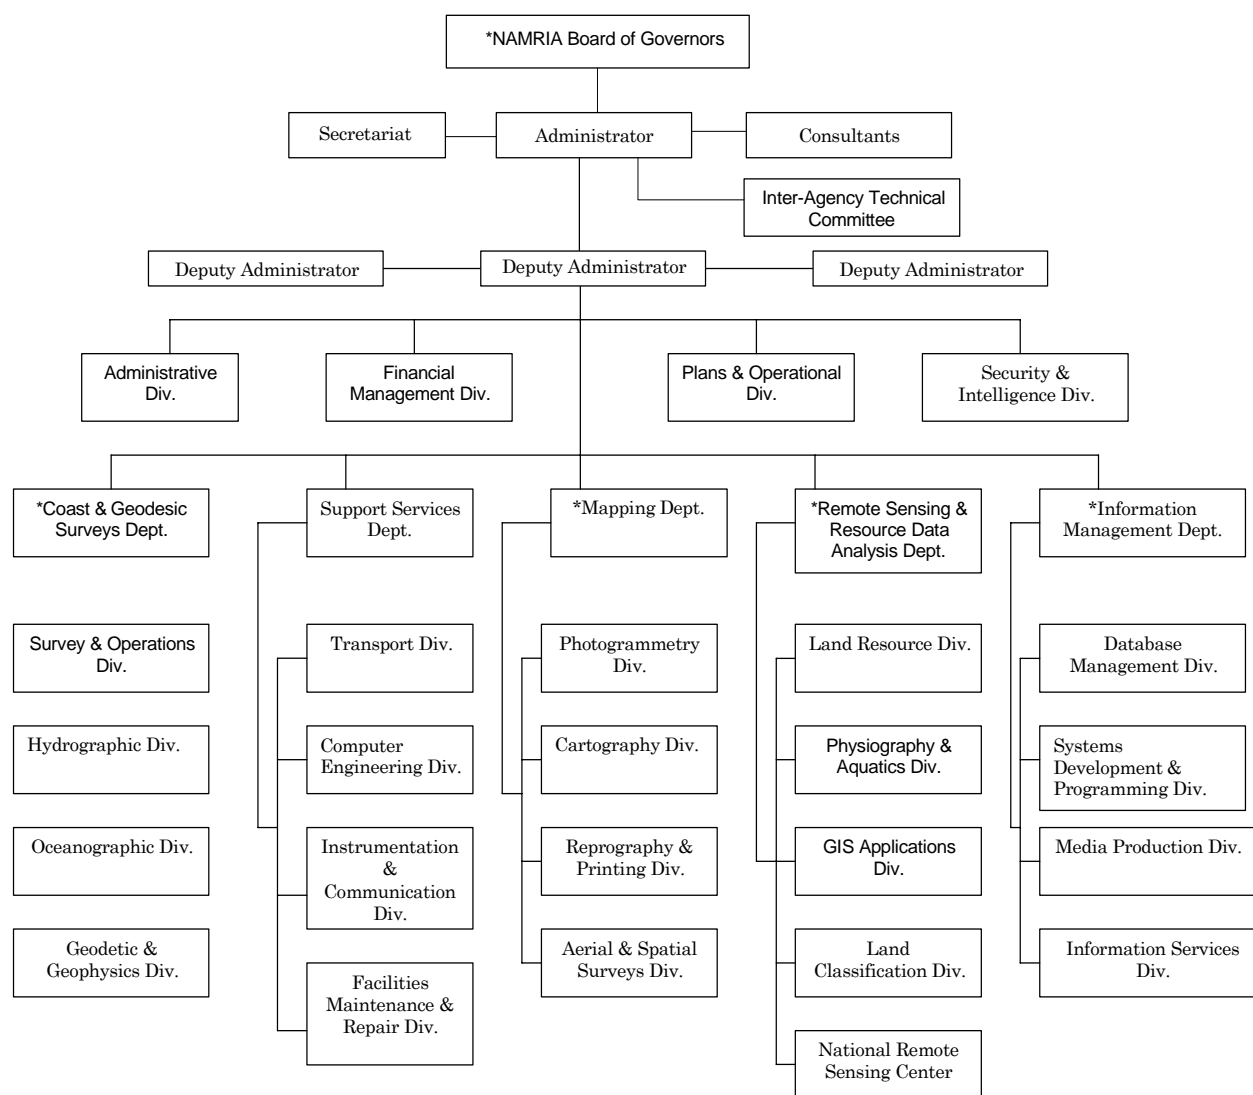 *NAMRIA Board of Governors
Secretariat
Administrator
Consultants
Inter-Agency Technical
Committee
Deputy Administrator
Deputy Administrator
Deputy Administrator
Administrative
Div.
Financial
Management Div.
Plans & Operational
Div.
Security &
Intelligence Div.
*Coast & Geodesic
Surveys Dept.
Support Services
Dept.
*Mapping Dept.
*Remote Sensing &
Resource Data
Analysis Dept.
*Information
Management Dept.
Survey & Operations
Div.
Transport Div.
Photogrammetry
Div.
Land Resource Div.
Database
Management Div.
Hydrographic Div.
Computer
Engineering Div.
Cartography Div.
Physiography &
Aquatics Div.
Systems
Development &
Programming Div.
Oceanographic Div.
Instrumentation
&
Communication
Div.
Reprography &
Printing Div.
GIS Applications
Div.
Media Production Div.
Geodetic &
Geophysics Div.
Facilities
Maintenance &
Repair Div.
Aerial & Spatial
Surveys Div.
Land
Classification Div.
Information Services
Div.
National Remote
Sensing Center